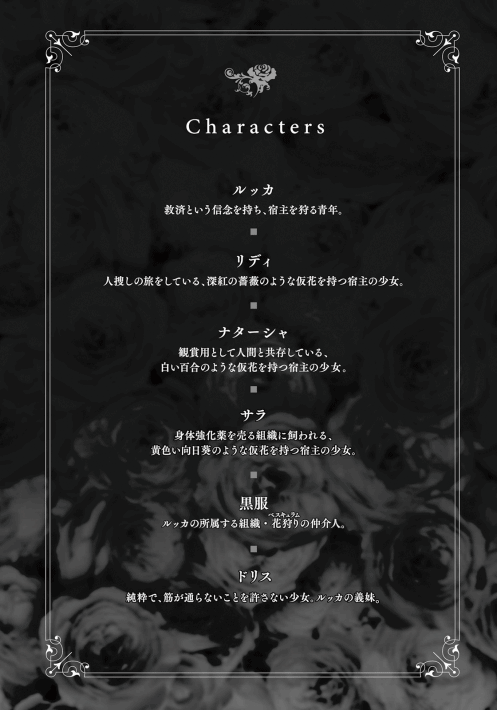 Characters
ルッカ
救済という信念を持ち、宿主を狩る青年。
リディ
人捜しの旅をしている、深紅の薔薇のような仮花を持つ宿主の少女。
ナターシャ
観賞用として人間と共存している、
白い百合のような仮花を持つ宿主の少女。
サラ
身体強化薬を売る組織に飼われる、
黄色い向日葵のような仮花を持つ宿主の少女。
黒服
ベスキュラム
ルッカの所属する組織・花狩りの仲介人。
ドリス
純粋で、筋が通らないことを許さない少女。ルッカの義妹。